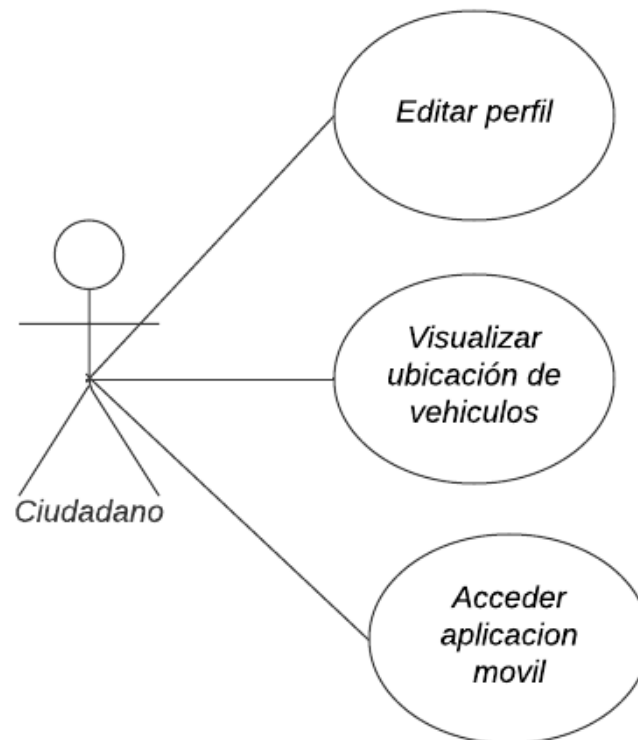 Editar perfil
Visualizar
ubicación de
vehiculos
Ciudadano
Acceder
aplicacion
movil